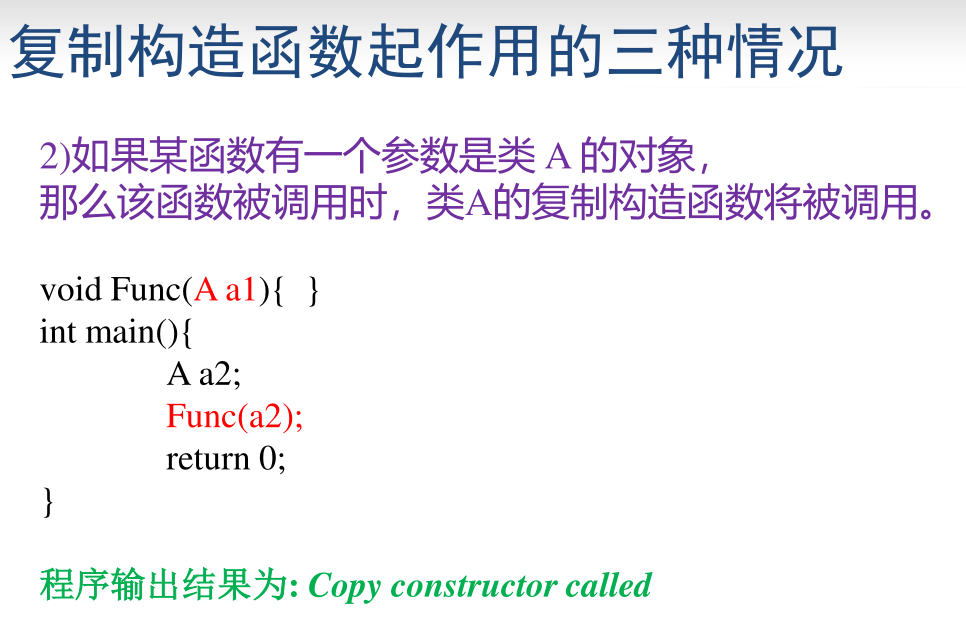 复制构造函数起作用的三种情况
2)如果某函数有一个参数是类 A 的对象，
那么该函数被调用时，类A的复制构造函数将被调用。
void Func(A a1){ }
int main(){
A a2;
Func(a2);
return 0;
}
程序输出结果为: Copy constructor called